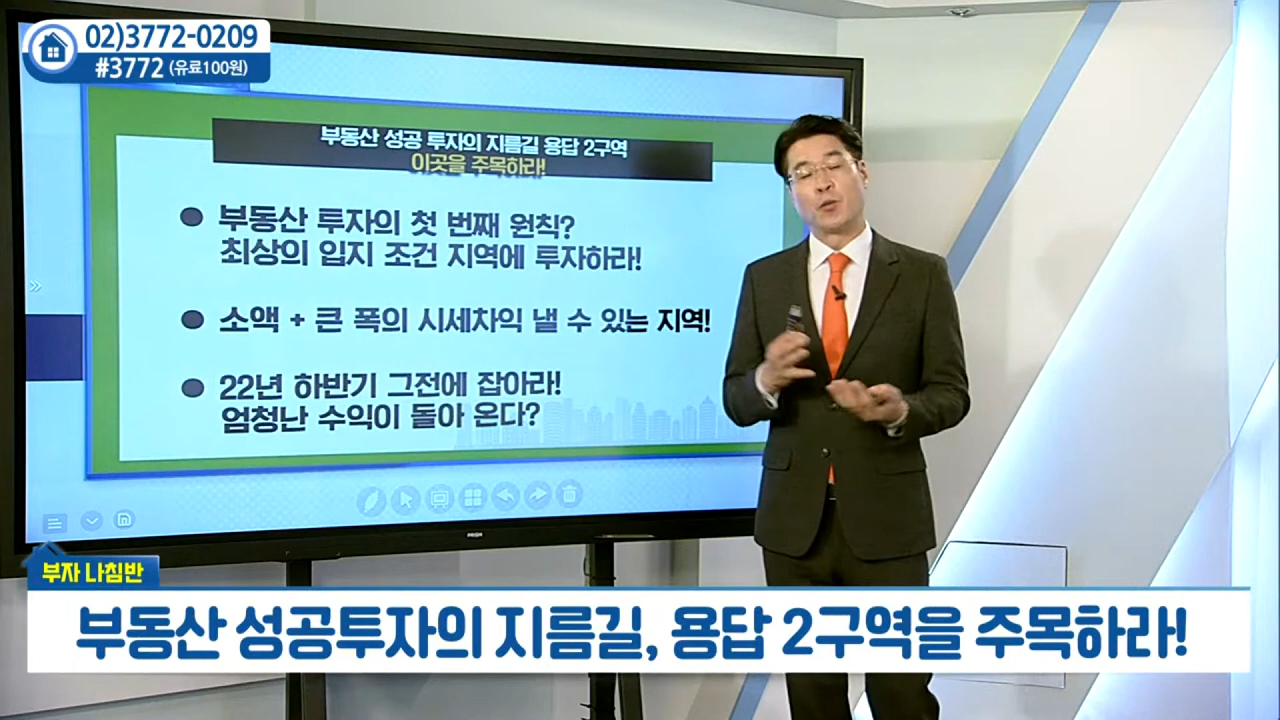 02)3772-0209
#3772 (유료100원)
부동산 성공 투자의 지름길 용답 2구역
이곳을 주목하라!
● 부동산 투자의 첫 번째 원칙?
최상의 입지 조건 지역에 투자하라!
● 소액 + 큰 폭의 시세차익 낼 수 있는 지역!
● 22년 하반기 그전에 잡아라!
엄청난 수익이 돌아 온다?
부자 나침반
부동산 성공투자의 지름길, 용답 2구역을 주목하라!